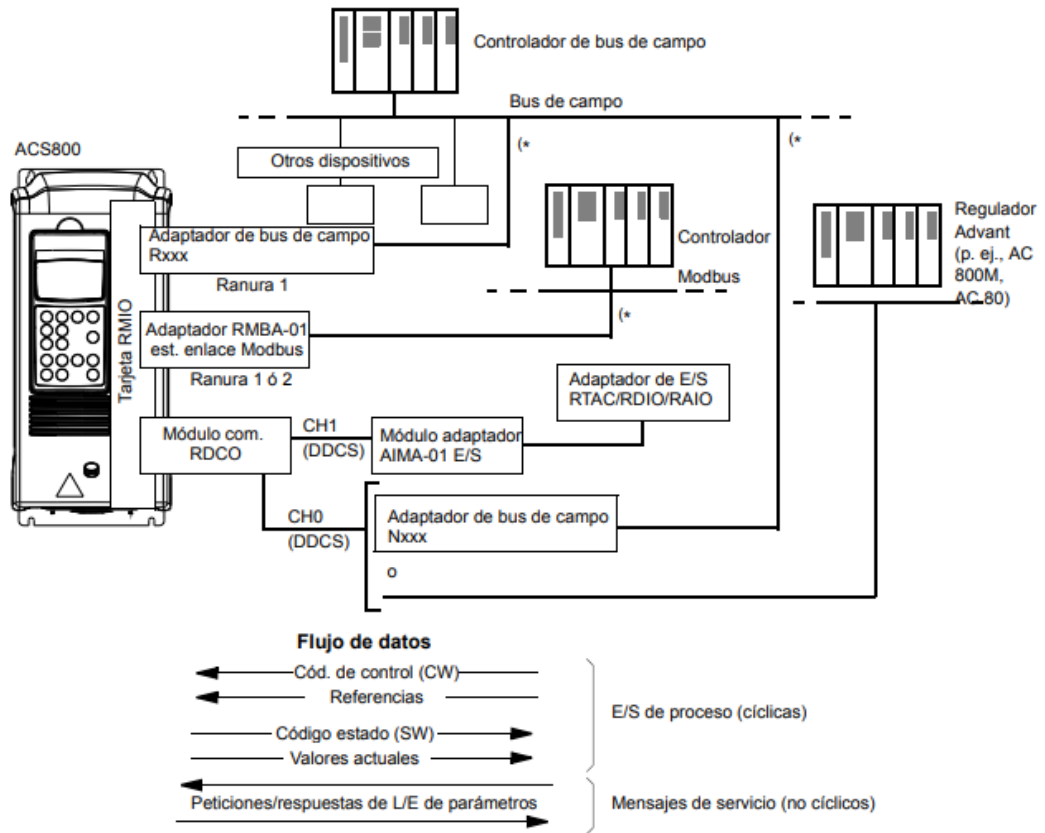 Controlador de bus de campo
Bus de campo
(*
(*
ACS800
Otros dispositivos
Adaptador de bus de campo
Rxxx
Ranura 1
Controlador
Modbus
(*
Regulador
Advant
(p. ej., AC
800M,
AC 80)
Tarjeta RMIO
Adaptador RMBA-01
est. enlace Modbus
Ranura 1 ó 2
Adaptador de E/S
RTAC/RDIO/RAIO
Módulo com.
RDCO
CH1
(DDCS)
Módulo adaptador
AIMA-01 E/S
CH0
(DDCS)
Adaptador de bus de campo
Nxxx
o
Flujo de datos
Cód. de control (CW)
Referencias
Código estado (SW)
Valores actuales
E/S de proceso (cíclicas)
Peticiones/respuestas de L/E de parámetros
Mensajes de servicio (no cíclicos)